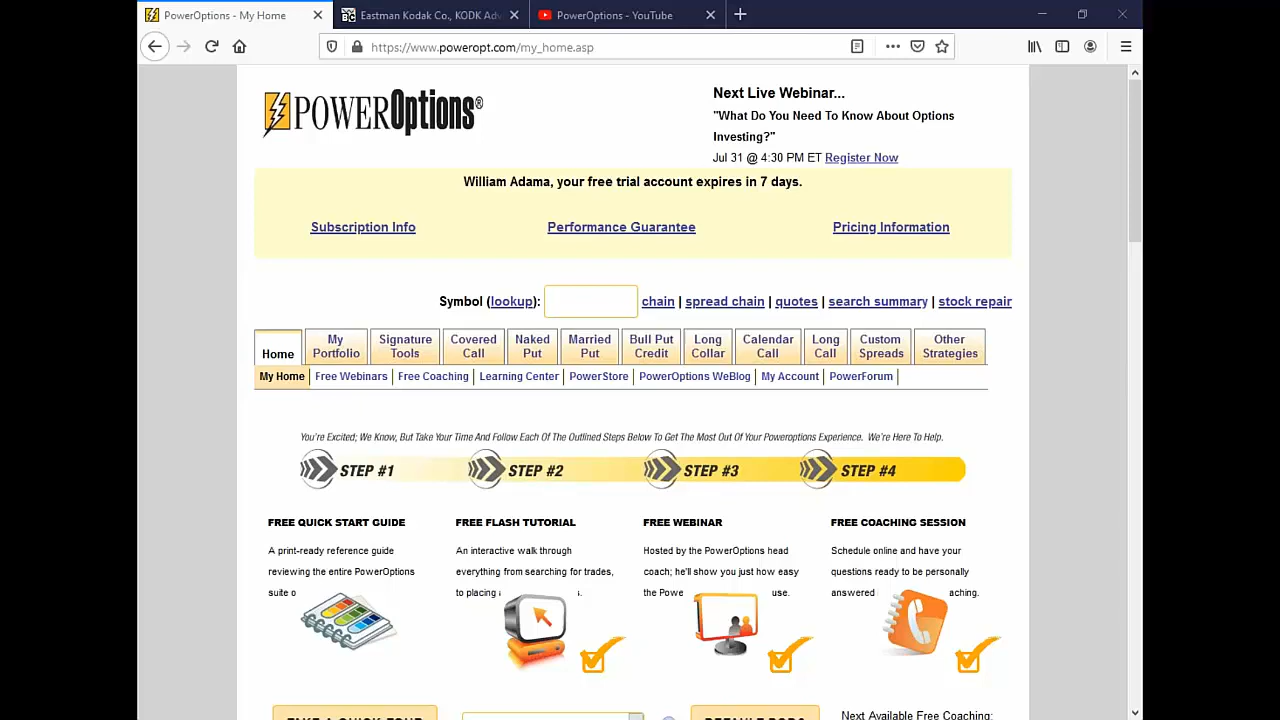 PowerOptions - My Home
Eastman Kodak Co., KODK Adv
PowerOptions - YouTube
https://www.poweropt.com/my_home.asp
POWEROptions®
Next Live Webinar...
"What Do You Need To Know About Options
Investing?"
Jul 31 @ 4:30 PM ET Register Now
William Adama, your free trial account expires in 7 days.
Subscription Info Performance Guarantee Pricing Information
Symbol (lookup): chain | spread chain | quotes | search summary | stock repair
Home
My Portfolio
Signature Tools
Covered Call
Naked Put
Married Put
Bull Put Credit
Long Collar
Calendar Call
Long Call
Custom Spreads
Other Strategies
My Home | Free Webinars | Free Coaching | Learning Center | PowerStore | PowerOptions WeBlog | My Account | PowerForum |
You're Excited; We Know, But Take Your Time And Follow Each Of The Outlined Steps Below To Get The Most Out Of Your Poweroptions Experience. We're Here To Help.
STEP #1 STEP #2 STEP #3 STEP #4
FREE QUICK START GUIDE
A print-ready reference guide
reviewing the entire PowerOptions
suite o
FREE FLASH TUTORIAL
An interactive walk through
everything from searching for trades,
to placing
FREE WEBINAR
Hosted by the PowerOptions head
coach; he'll show you just how easy
the Powe use.
FREE COACHING SESSION
Schedule online and have your
questions ready to be personally
answered aching.
TAKE A QUICK TOUR
Next Available Free Coaching: